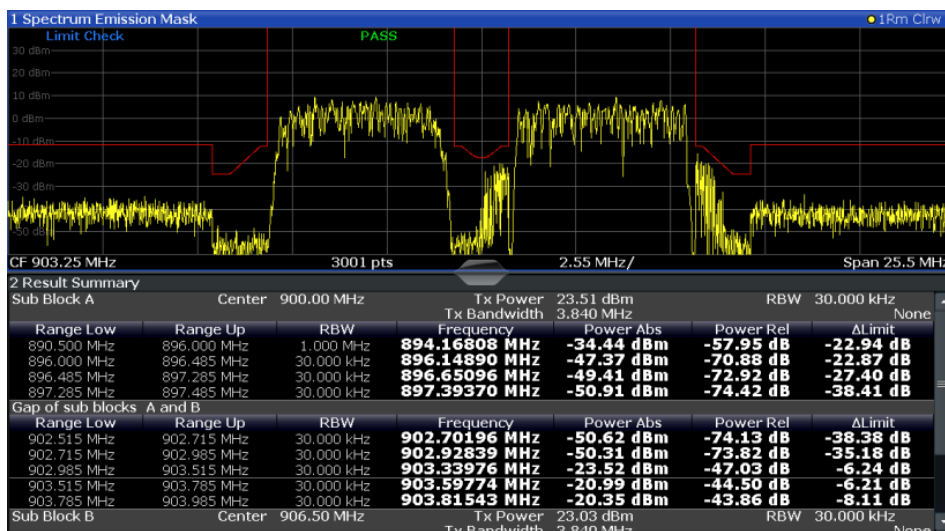 1 Spectrum Emission Mask 1Rm Clrw
Limit Check PASS
30 dBm
20 dBm
10 dBm
0 dBm
-10 dBm
-20 dBm
-30 dBm
-50 dBm
CF 903.25 MHz 3001 pts 2.55 MHz/ Span 25.5 MHz
2 Result Summary
Sub Block A Center 900.00 MHz Tx Power 23.51 dBm RBW 30.000 kHz
Tx Bandwidth 3.840 MHz None
Range Low Range Up RBW Frequency Power Abs Power Rel ΔLimit
890.500 MHz 896.000 MHz 1.000 MHz 894.16808 MHz -34.44 dBm -57.95 dB -22.94 dB
896.000 MHz 896.485 MHz 30.000 kHz 896.14890 MHz -47.37 dBm -70.88 dB -22.87 dB
896.485 MHz 897.285 MHz 30.000 kHz 896.65096 MHz -49.41 dBm -72.92 dB -27.40 dB
897.285 MHz 897.485 MHz 30.000 kHz 897.39370 MHz -50.91 dBm -74.42 dB -38.41 dB
Gap of sub blocks A and B
Range Low Range Up RBW Frequency Power Abs Power Rel ΔLimit
902.515 MHz 902.715 MHz 30.000 kHz 902.70196 MHz -50.62 dBm -74.13 dB -38.38 dB
902.715 MHz 902.985 MHz 30.000 kHz 902.92839 MHz -50.31 dBm -73.82 dB -35.18 dB
902.985 MHz 903.515 MHz 30.000 kHz 903.33976 MHz -23.52 dBm -47.03 dB -6.24 dB
903.515 MHz 903.785 MHz 30.000 kHz 903.59774 MHz -20.99 dBm -44.50 dB -6.21 dB
903.785 MHz 903.985 MHz 30.000 kHz 903.81543 MHz -20.35 dBm -43.86 dB -8.11 dB
Sub Block B Center 906.50 MHz Tx Power 23.03 dBm RBW 30.000 kHz
Tx Bandwidth 3.840 MHz None